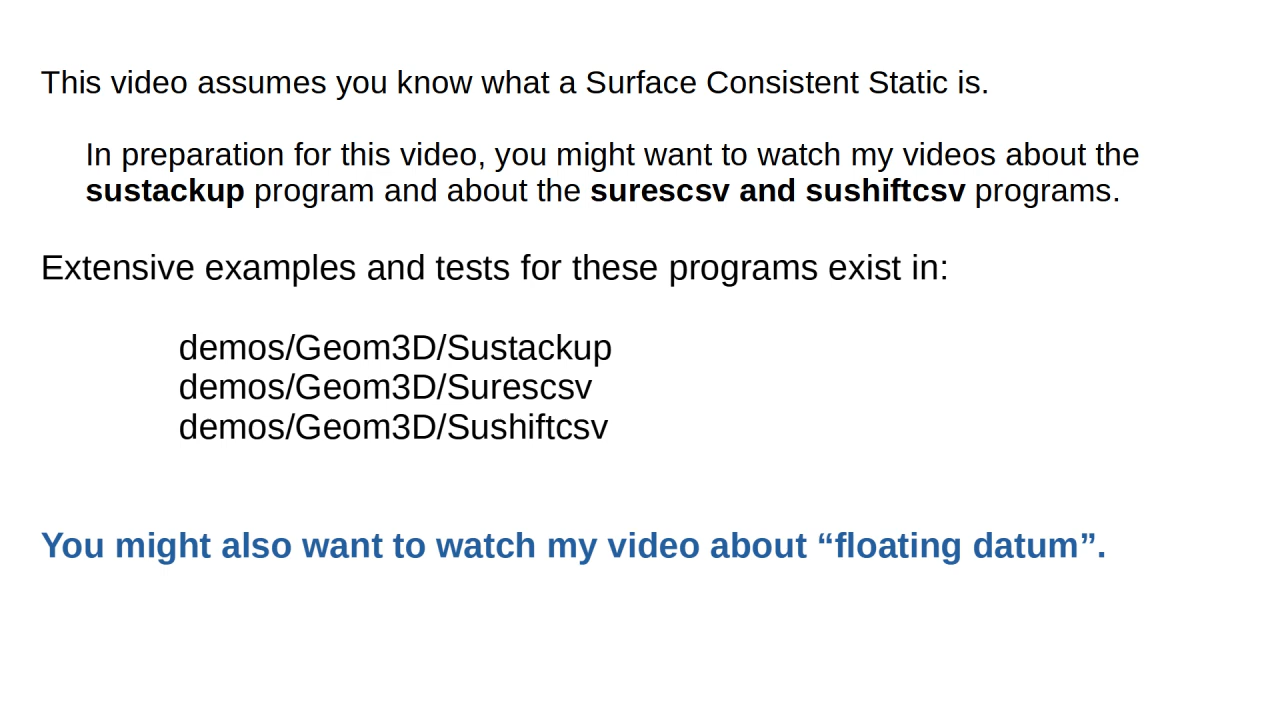 This video assumes you know what a Surface Consistent Static is.
In preparation for this video, you might want to watch my videos about the
sustackup program and about the surescsv and sushiftcsv programs.
Extensive examples and tests for these programs exist in:
demos/Geom3D/Sustackup
demos/Geom3D/Surescsv
demos/Geom3D/Sushiftcsv
You might also want to watch my video about “floating datum”.